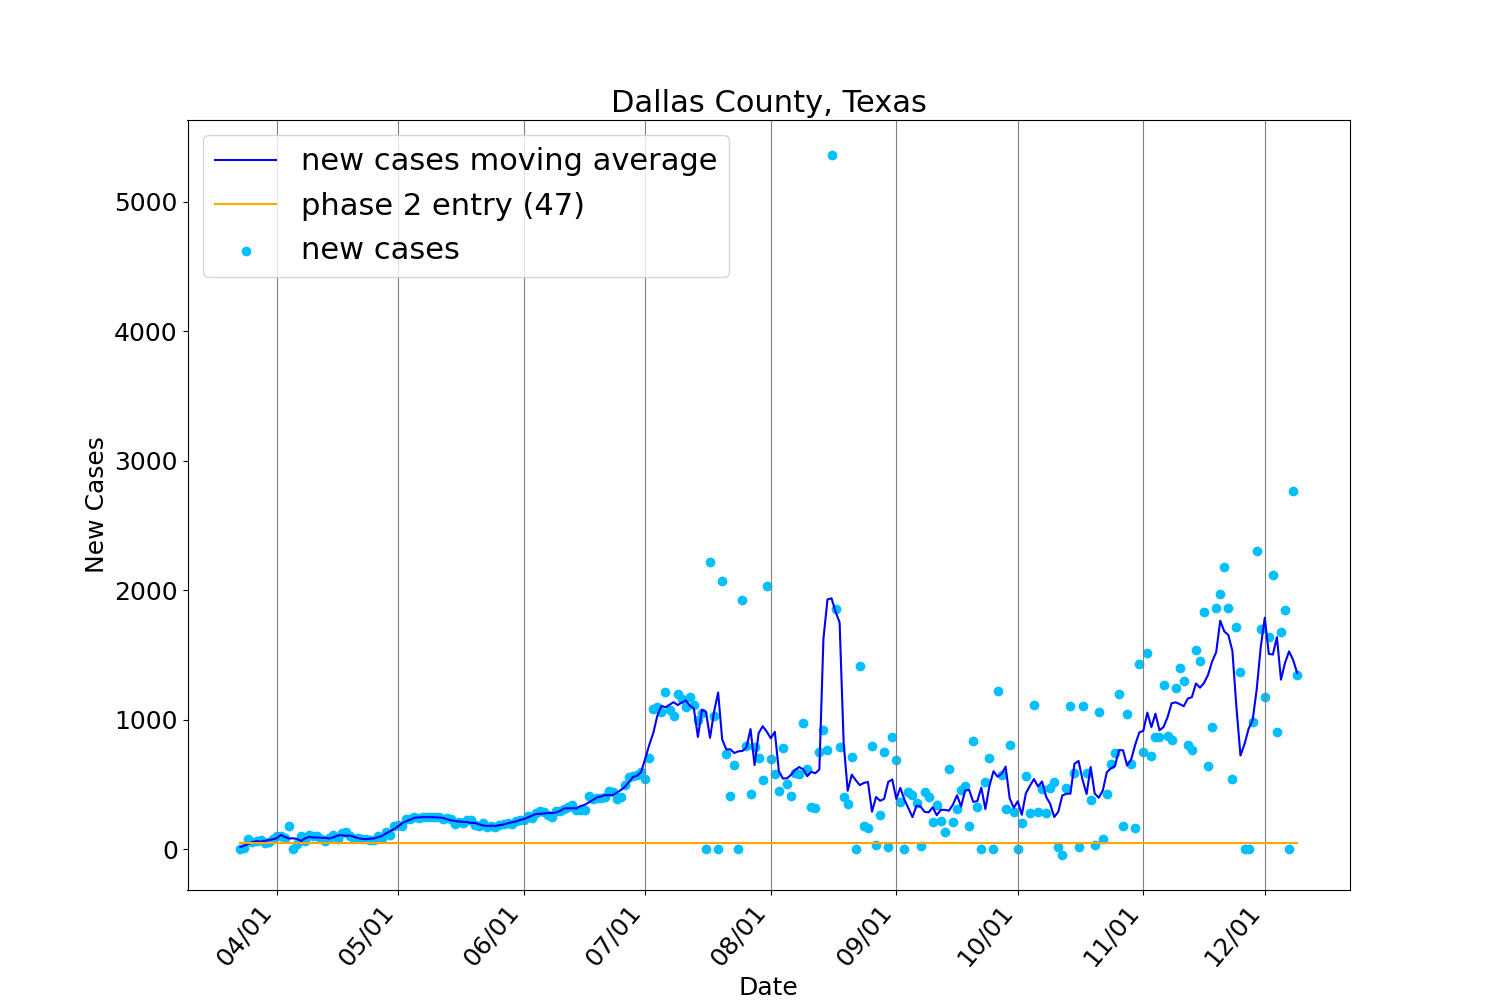 Dallas County, Texas
new cases moving average
phase 2 entry (47)
new cases
5000
4000
3000
2000
1000
0
New Cases
04/01
05/01
06/01
07/01
08/01
09/01
10/01
11/01
12/01
Date